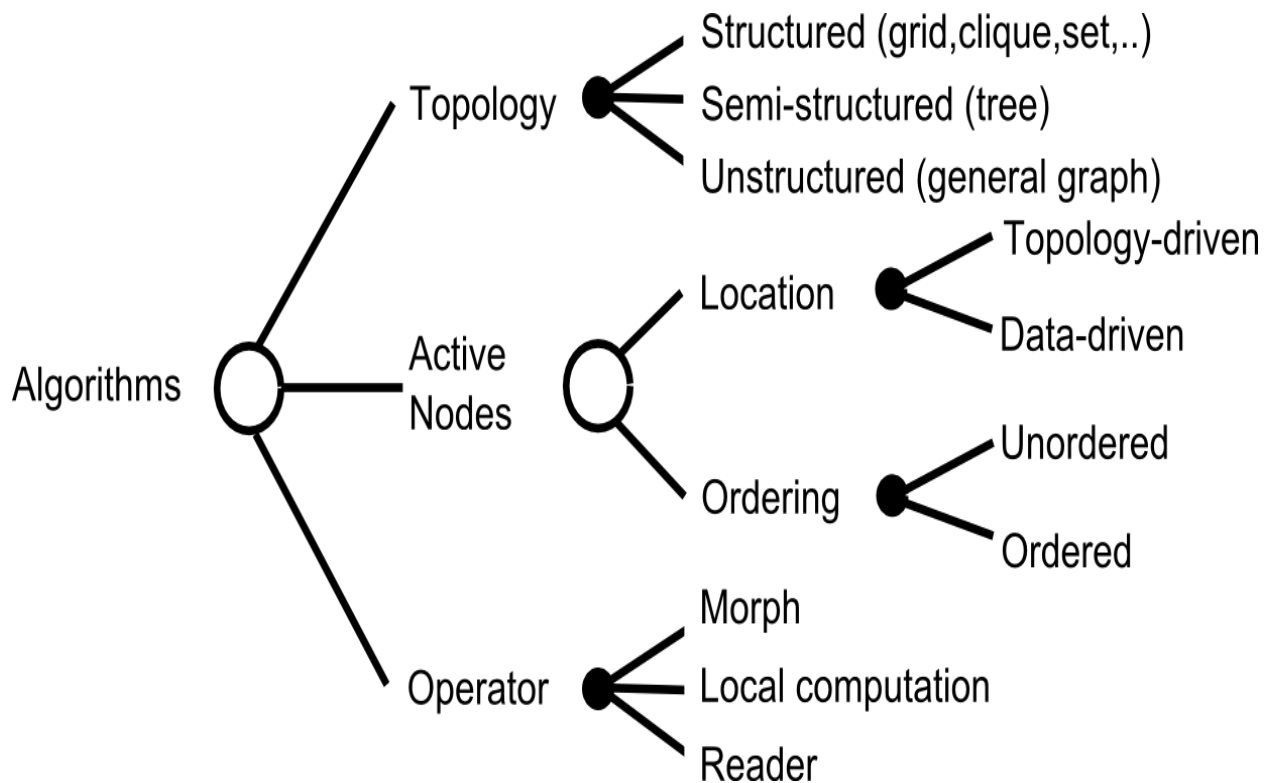 Structured (grid,clique,set,..)
Topology
Semi-structured (tree)
Unstructured (general graph)
Topology-driven
Location
Data-driven
Algorithms
Active
Nodes
Unordered
Ordering
Ordered
Morph
Operator
Local computation
Reader